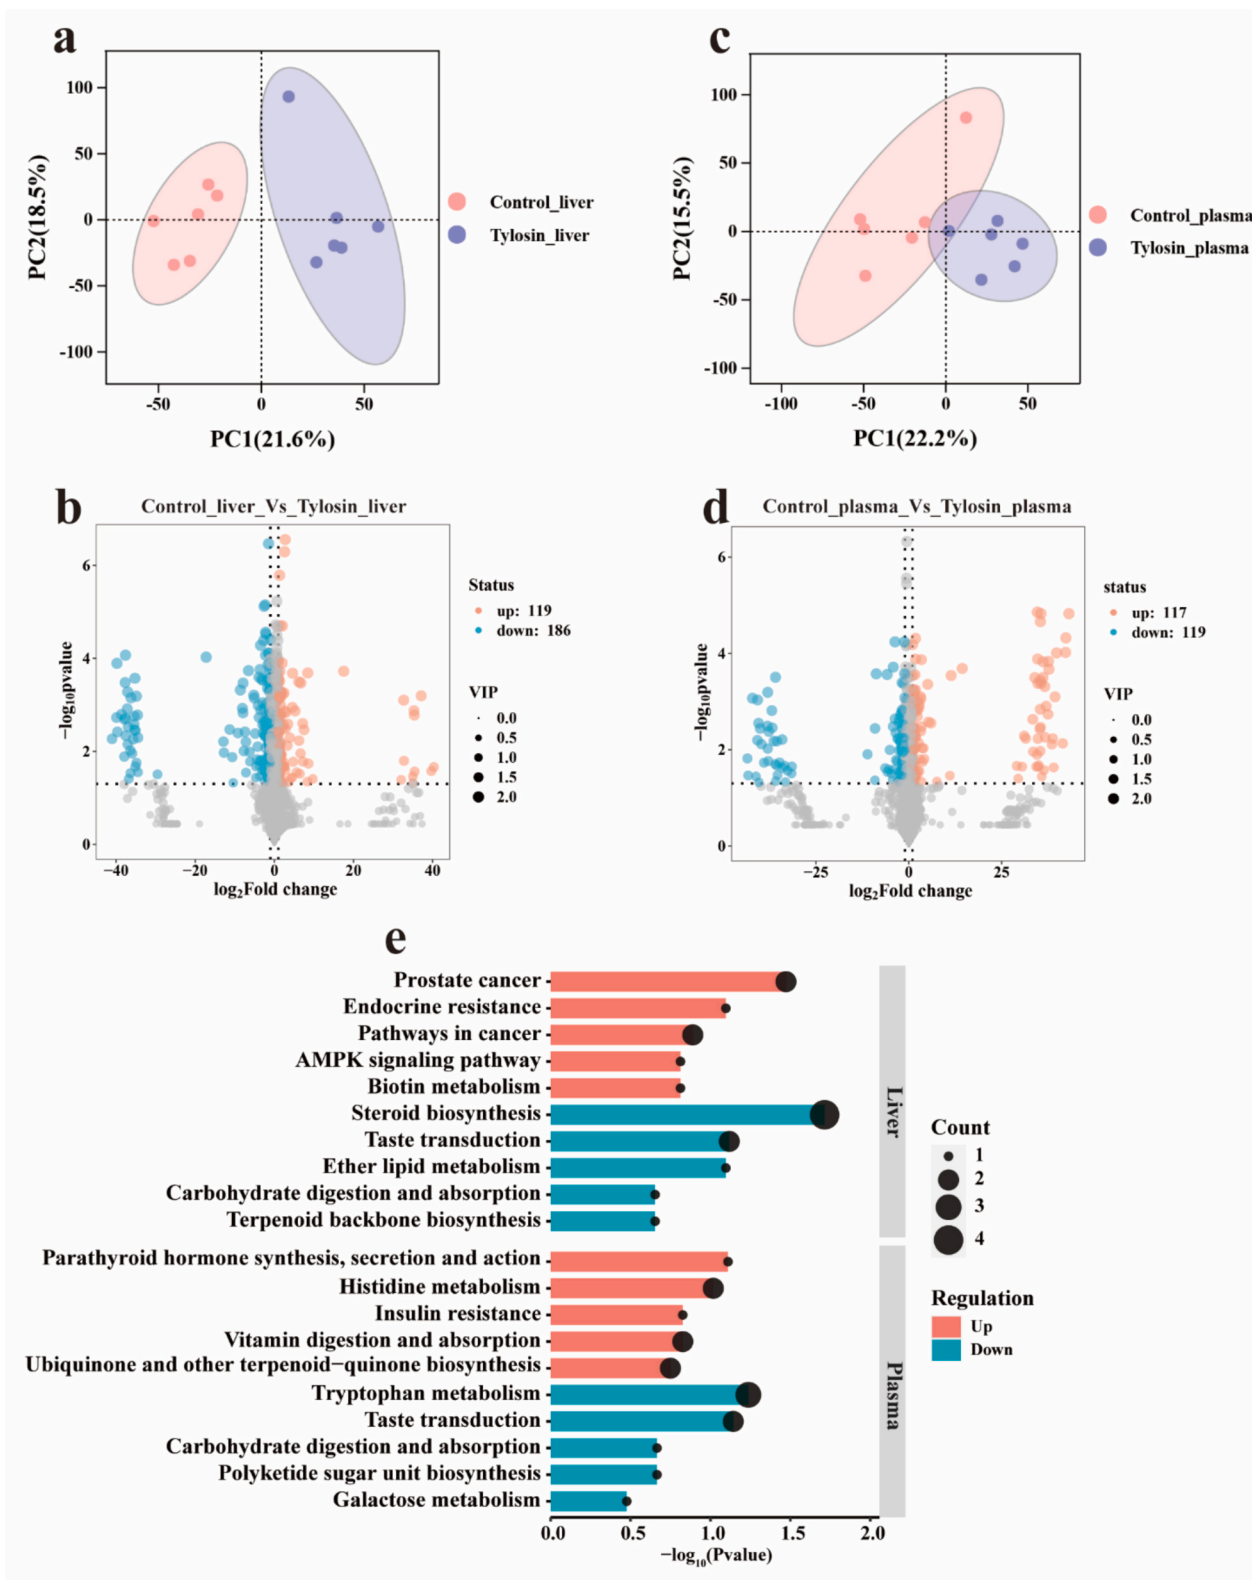 a
100
50
0
-50
-100
PC2(18.5%)
-50
0
50
PC1(21.6%)
Control_liver
Tylosin_liver
c
100
50
0
-50
-100
PC2(15.5%)
-100
-50
0
50
PC1(22.2%)
Control_plasma
Tylosin_plasma
b
Control_liver_Vs_Tylosin_liver
6
4
2
0
−log10pvalue
−40
−20
0
20
40
log2Fold change
Status
up: 119
down: 186
VIP
0.0
0.5
1.0
1.5
2.0
d
Control_plasma_Vs_Tylosin_plasma
6
4
2
0
−log10pvalue
−25
0
25
log2Fold change
status
up: 117
down: 119
VIP
0.0
0.5
1.0
1.5
2.0
e
Prostate cancer
Endocrine resistance
Pathways in cancer
AMPK signaling pathway
Biotin metabolism
Steroid biosynthesis
Taste transduction
Ether lipid metabolism
Carbohydrate digestion and absorption
Terpenoid backbone biosynthesis
Liver
Parathyroid hormone synthesis, secretion and action
Histidine metabolism
Insulin resistance
Vitamin digestion and absorption
Ubiquinone and other terpenoid−quinone biosynthesis
Tryptophan metabolism
Taste transduction
Carbohydrate digestion and absorption
Polyketide sugar unit biosynthesis
Galactose metabolism
Plasma
0.0
0.5
1.0
1.5
2.0
−log10(Pvalue)
Count
1
2
3
4
Regulation
Up
Down